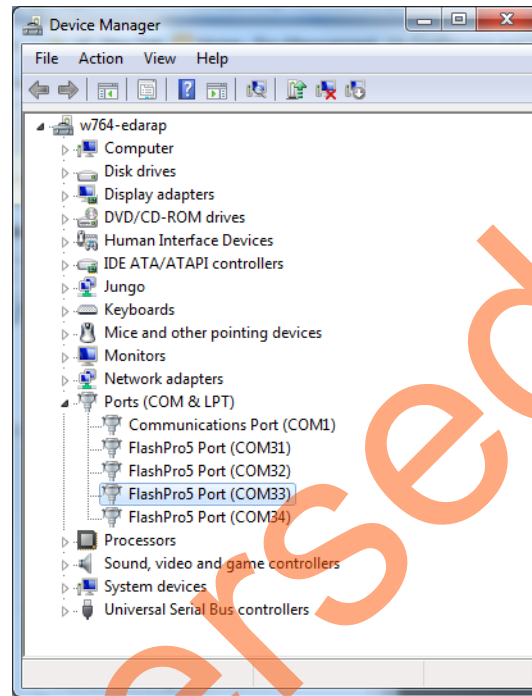 Device Manager
File Action View Help
w764-edarap
Computer
Disk drives
Display adapters
DVD/CD-ROM drives
Human Interface Devices
IDE ATA/ATAPI controllers
Jungo
Keyboards
Mice and other pointing devices
Monitors
Network adapters
Ports (COM & LPT)
Communications Port (COM1)
FlashPro5 Port (COM31)
FlashPro5 Port (COM32)
FlashPro5 Port (COM33)
FlashPro5 Port (COM34)
Processors
Sound, video and game controllers
System devices
Universal Serial Bus controllers
ersed